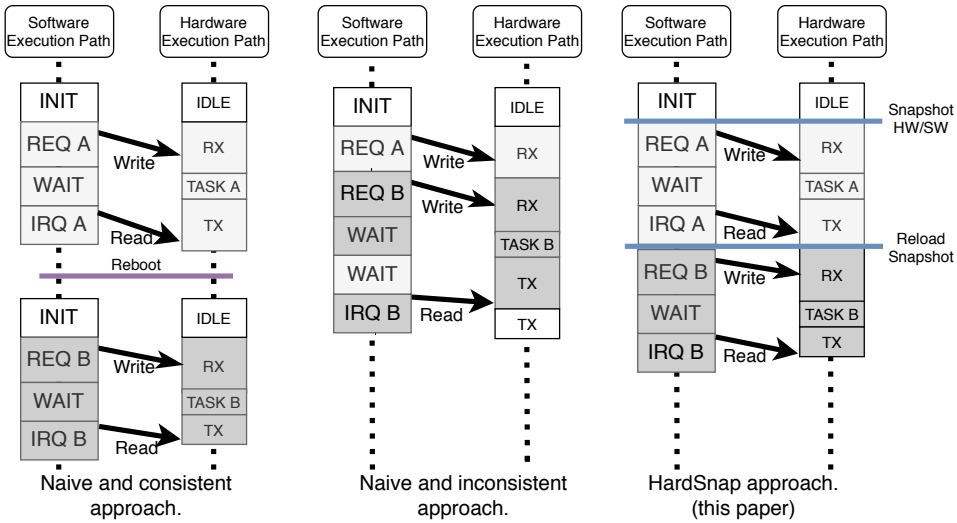 Software
Execution Path
Hardware
Execution Path
INIT
IDLE
REQ A
Write
RX
WAIT
TASK A
IRQ A
Read
TX
Reboot
INIT
IDLE
REQ B
Write
RX
WAIT
TASK B
IRQ B
Read
TX
Naive and consistent
approach.
Software
Execution Path
Hardware
Execution Path
INIT
IDLE
REQ A
Write
RX
REQ B
Write
RX
WAIT
TASK B
WAIT
TX
IRQ B
Read
TX
Naive and inconsistent
approach.
Software
Execution Path
Hardware
Execution Path
INIT
IDLE
Snapshot
HW/SW
REQ A
Write
RX
WAIT
TASK A
IRQ A
Read
TX
Reload
Snapshot
REQ B
Write
RX
WAIT
TASK B
IRQ B
Read
TX
HardSnap approach.
(this paper)